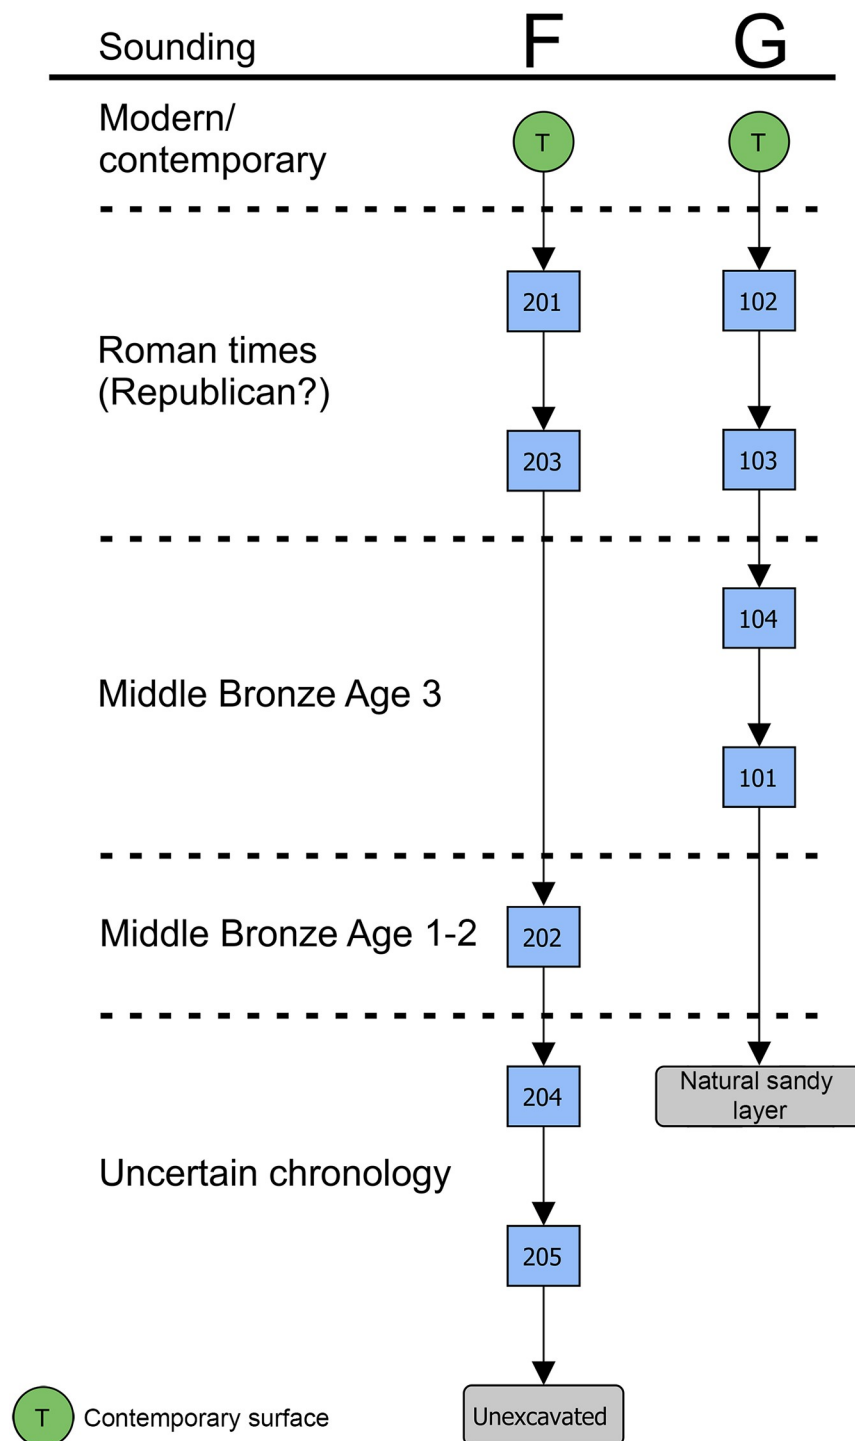 Sounding F G
Modern/
contemporary
T T
201 102
Roman times
(Republican?)
203 103
104
Middle Bronze Age 3
101
Middle Bronze Age 1-2
202
204
Natural sandy
layer
Uncertain chronology
205
T Contemporary surface
Unexcavated